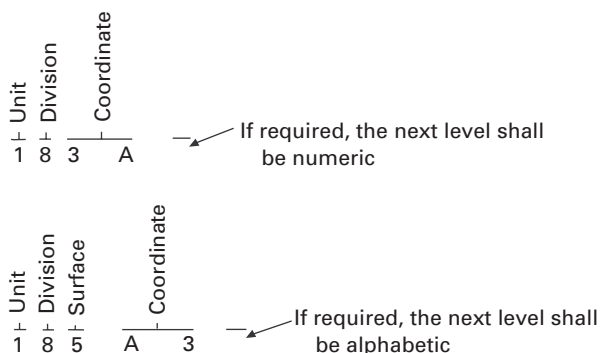 Unit
Division
Coordinate
If required, the next level shall
be numeric
1 8 3 A
Unit
Division
Surface
Coordinate
If required, the next level shall
be alphabetic
1 8 5 A 3